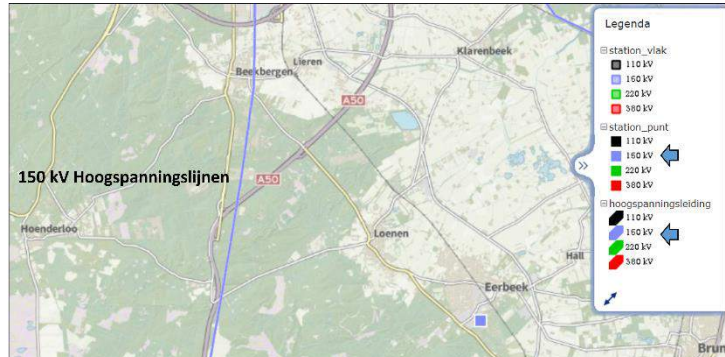 Lieren
Klarenbeek
Beekbergen
A50
150 kV Hoogspanningslijnen
A50
Hoenderloo
Loenen
Hall
Eerbeek
Brun
Legenda
station_vlak
110 kV
150 kV
220 kV
380 kV
station_punt
110 kV
150 kV
220 kV
380 kV
hoogspanningsleiding
110 kV
150 kV
220 kV
380 kV